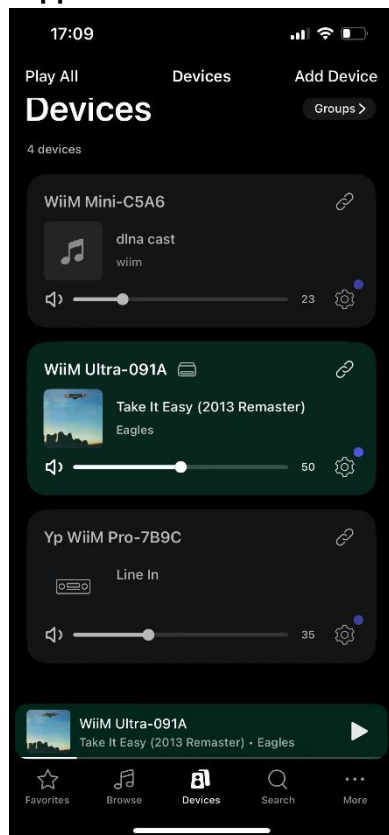 17:09
Play All Devices Add Device
Devices
Groups >
4 devices
WiiM Mini-C5A6
dlna cast
wiim
23
WiiM Ultra-091A
Take It Easy (2013 Remaster)
Eagles
50
Yp WiiM Pro-7B9C
Line In
35
WiiM Ultra-091A
Take It Easy (2013 Remaster) • Eagles
Favorites Browse Devices Search More